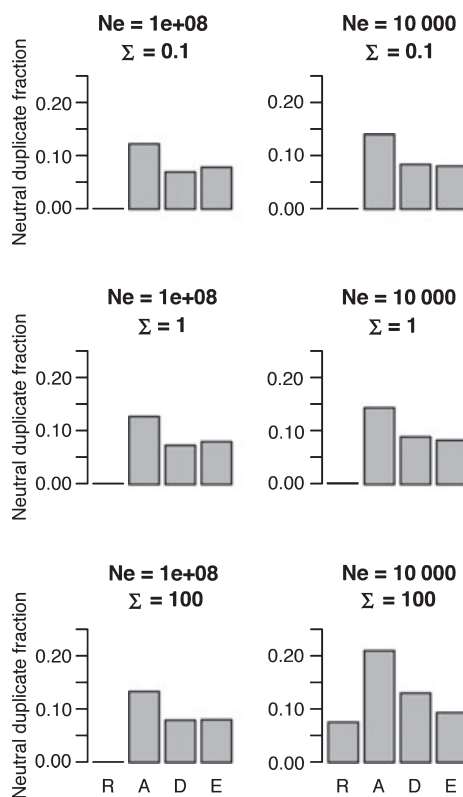 Ne = 1e+08
Σ = 0.1
Ne = 10 000
Σ = 0.1
Neutral duplicate fraction
0.20
0.10
0.00
0.20
0.10
0.00
Ne = 1e+08
Σ = 1
Ne = 10 000
Σ = 1
Neutral duplicate fraction
0.20
0.10
0.00
0.20
0.10
0.00
Ne = 1e+08
Σ = 100
Ne = 10 000
Σ = 100
Neutral duplicate fraction
0.20
0.10
0.00
R A D E
0.20
0.10
0.00
R A D E